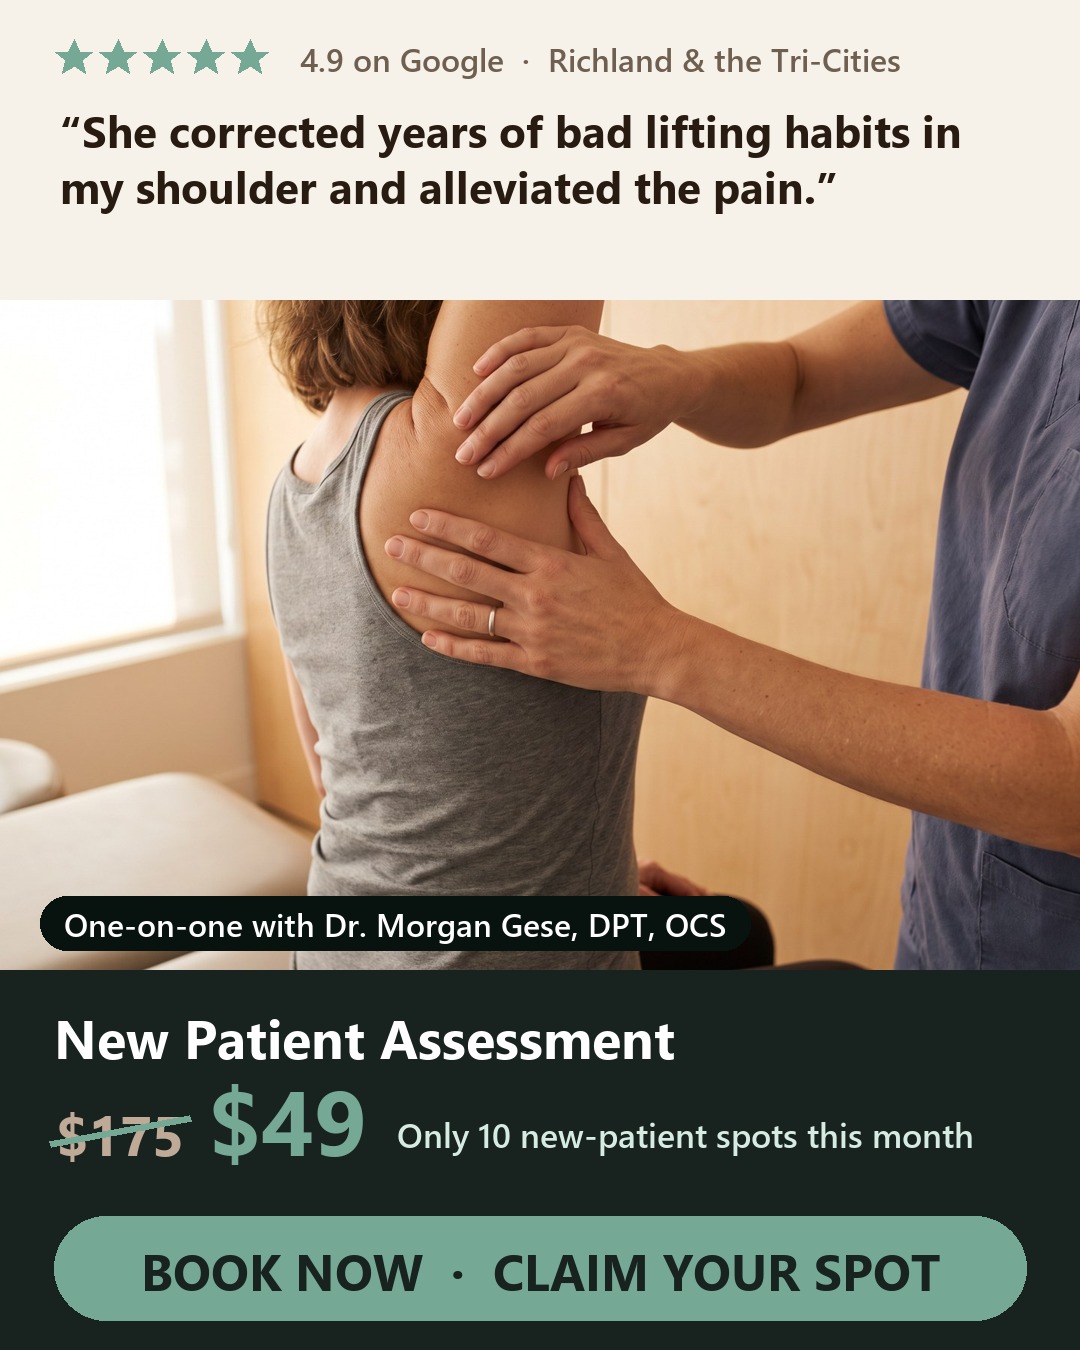 4.9 on Google · Richland & the Tri-Cities
“She corrected years of bad lifting habits in
my shoulder and alleviated the pain.”
One-on-one with Dr. Morgan Gese, DPT, OCS
New Patient Assessment
$175 $49 Only 10 new-patient spots this month
BOOK NOW · CLAIM YOUR SPOT